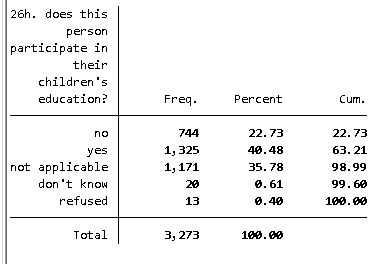 26h. does this
person
participate in
their
children's
education? Freq. Percent Cum.
no 744 22.73 22.73
yes 1,325 40.48 63.21
not applicable 1,171 35.78 98.99
don't know 20 0.61 99.60
refused 13 0.40 100.00
Total 3,273 100.00